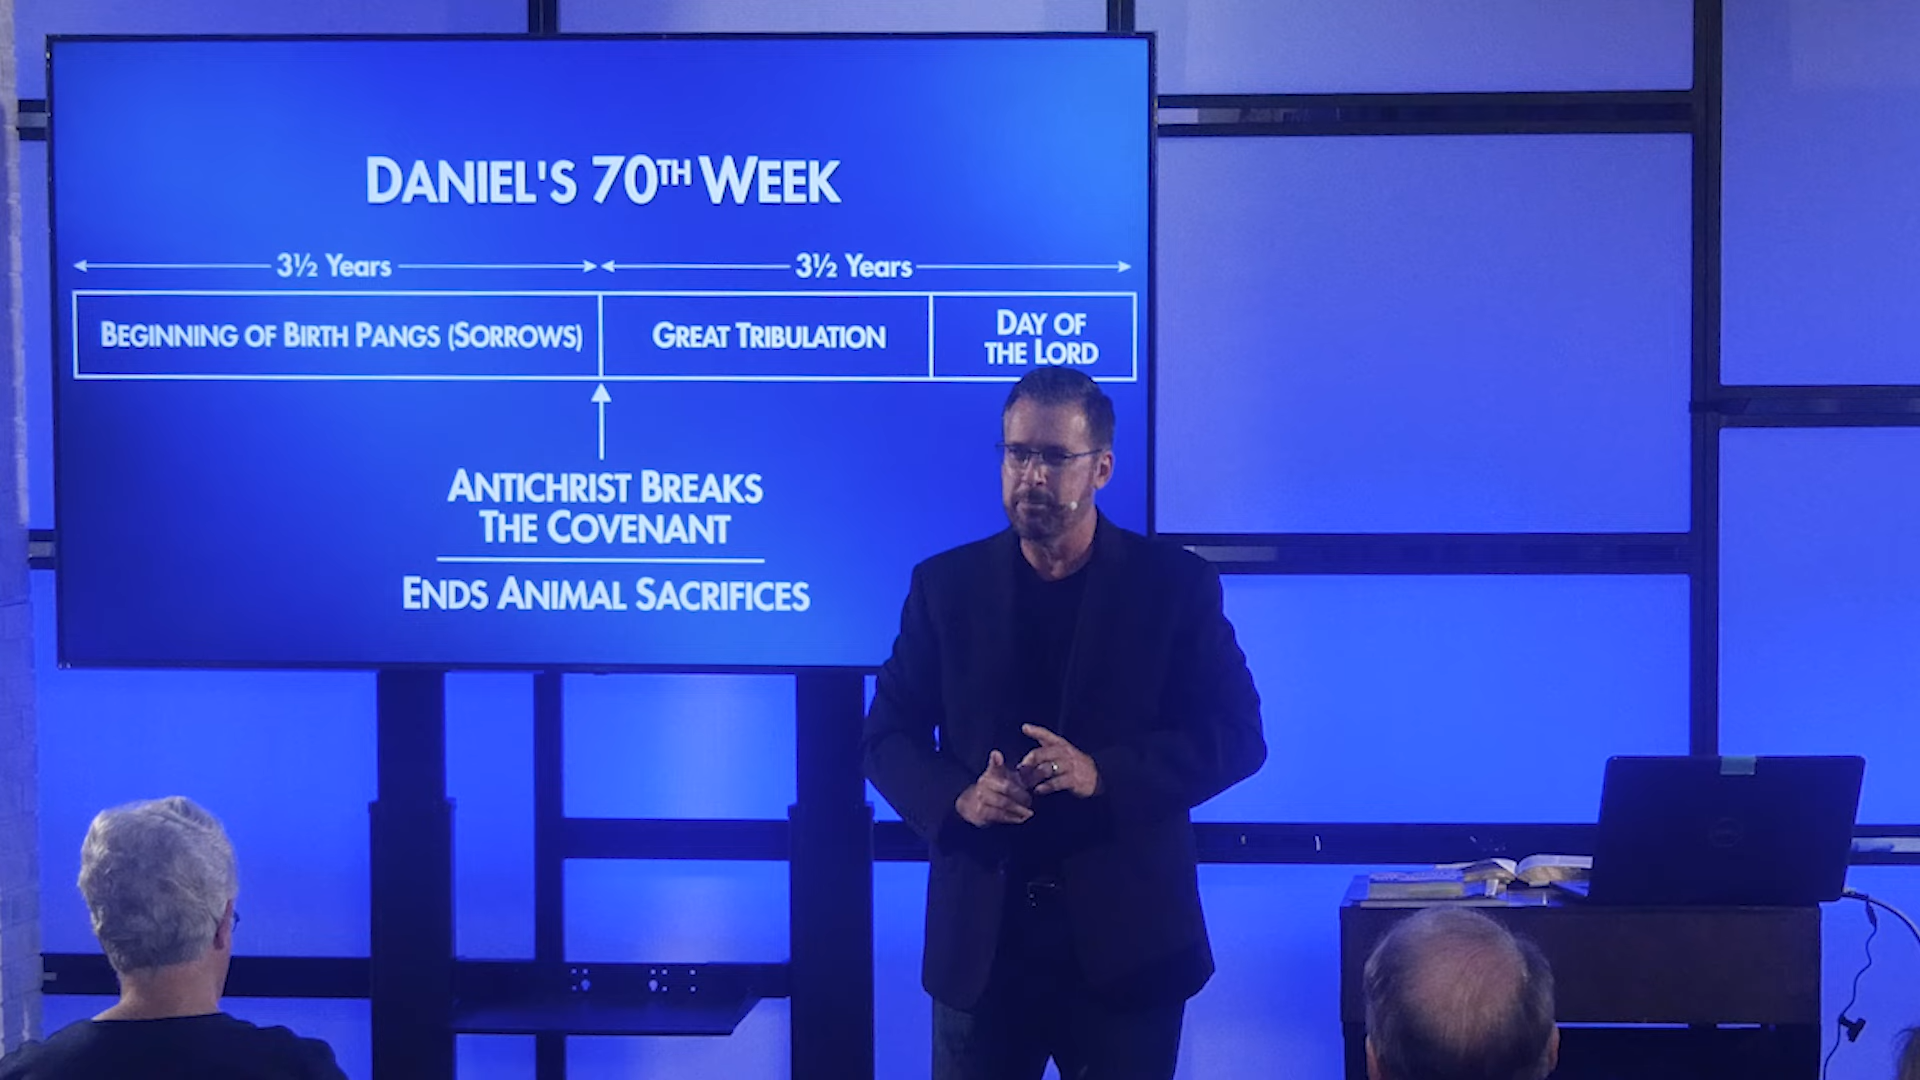 DANIEL'S 70TH WEEK
3½ Years 3½ Years
BEGINNING OF BIRTH PANGS (SORROWS) GREAT TRIBULATION DAY OF
THE LORD
ANTICHRIST BREAKS
THE COVENANT
ENDS ANIMAL SACRIFICES